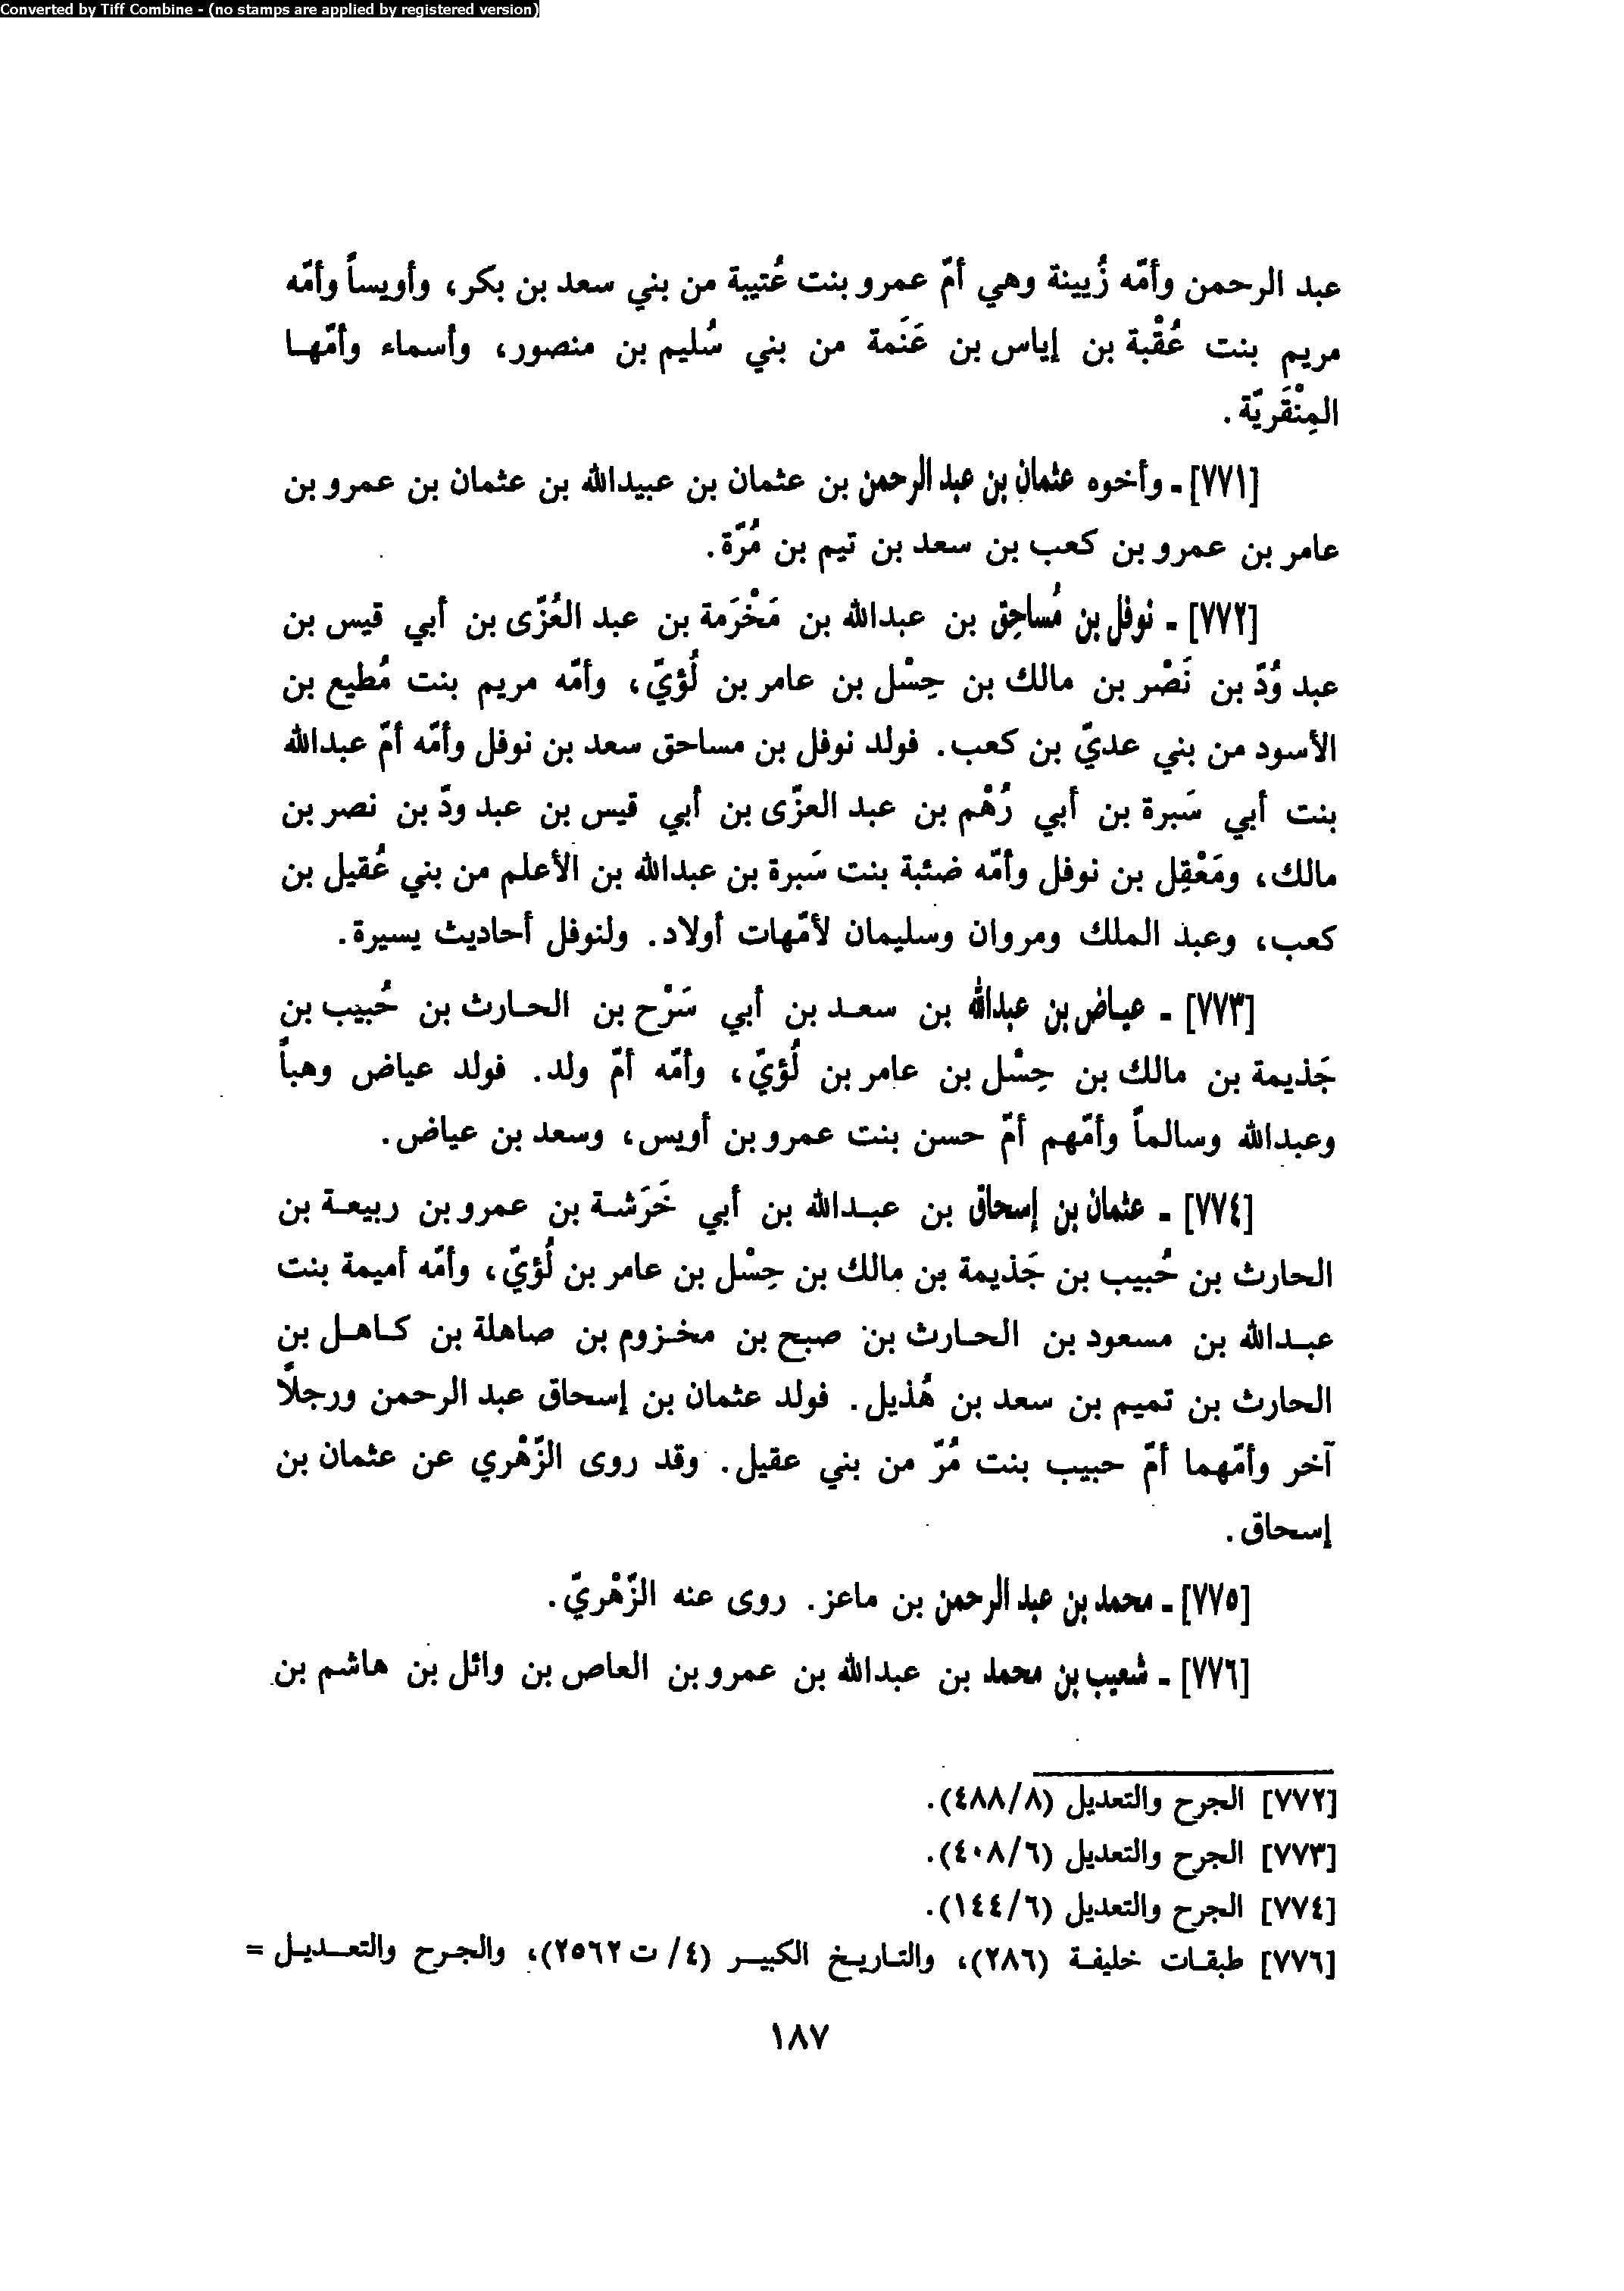 Converted by Tiff Combine - (no stamps are applied by registered version)
عبد الرحمن وأمّه زُبينة وهي أمّ عمرو بنت عُتيبة من بني سعد بن بكر، وأويساً وأمّه
مريم بنت عُقْبة بن إياس بن عَنَمة من بني سُليم بن منصور، وأسماء وأمّها
المِنْقَريّة.
[٧٧١] - وأخوه عثمان بن عبد الرحمن بن عثمان بن عبيدالله بن عثمان بن عمرو بن
عامر بن عمرو بن كعب بن سعد بن تيم بن مُرّة.
[٧٧٢] - نوفل بن مُساحِق بن عبدالله بن مَخْرَمة بن عبد العُزّى بن أبي قيس بن
عبد وُدّ بن نَصْر بن مالك بن حِسْل بن عامر بن لُؤيّ، وأمّه مريم بنت مُطيع بن
الأسود من بني عديّ بن كعب. فولد نوفل بن مساحق سعد بن نوفل وأمّه أمّ عبدالله
بنت أبي سَبرة بن أبي رُهْم بن عبد العزّى بن أبي قيس بن عبد ودّ بن نصر بن
مالك، ومَعْقِل بن نوفل وأمّه ضئبة بنت سَبرة بن عبدالله بن الأعلم من بني عُقيل بن
كعب، وعبد الملك ومروان وسليمان لأمّهات أولاد. ولنوفل أحاديث يسيرة.
[٧٧٣] - عياض بن عبدالله بن سعد بن أبي سَرْح بن الحارث بن حُبيب بن
جَذيمة بن مالك بن حِسْل بن عامر بن لُؤيّ، وأمّه أمّ ولد. فولد عياض وهباً
وعبدالله وسالماً وأمّهم أمّ حسن بنت عمرو بن أويس، وسعد بن عياض.
[٧٧٤] - عثمان بن إسحاق بن عبدالله بن أبي خَرَشة بن عمرو بن ربيعة بن
الحارث بن حُبيب بن جَذيمة بن مالك بن حِسْل بن عامر بن لُؤيّ، وأمّه أميمة بنت
عبدالله بن مسعود بن الحارث بن صبح بن مخزوم بن صاهلة بن كاهل بن
الحارث بن تميم بن سعد بن هُذيل. فولد عثمان بن إسحاق عبد الرحمن ورجلاً
آخر وأمّهما أمّ حبيب بنت مُرّ من بني عقيل. وقد روى الزّهْري عن عثمان بن
إسحاق.
[٧٧٥] - محمد بن عبد الرحمن بن ماعز. روى عنه الزّهْريّ.
[٧٧٦] - شعيب بن محمد بن عبدالله بن عمرو بن العاص بن وائل بن هاشم بن
[٧٧٢] الجرح والتعديل (٤٨٨/٨).
[٧٧٣] الجرح والتعديل (٤٠٨/٦).
[٧٧٤] الجرح والتعديل (١٤٤/٦).
[٧٧٦] طبقات خليفة (٢٨٦)، والتاريخ الكبير (٤/ ت ٢٥٦٢)، والجرح والتعديل =
١٨٧